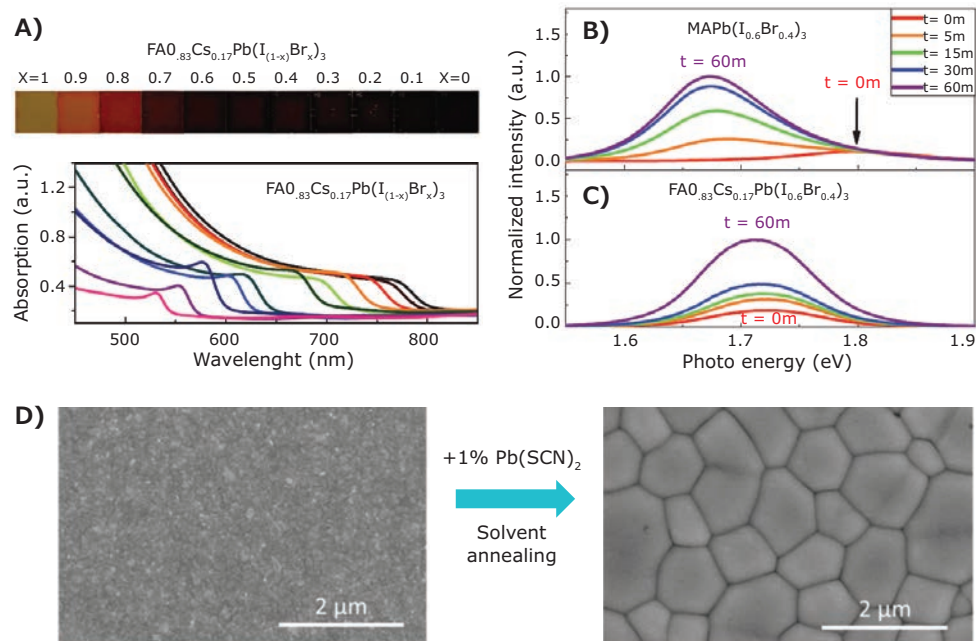 A)
FA0.83Cs0.17Pb(I(1-x)Brx)3
X=1 0.9 0.8 0.7 0.6 0.5 0.4 0.3 0.2 0.1 X=0
Absorption (a.u.)
1.2
0.8
0.4
FA0.83Cs0.17Pb(I(1-x)Brx)3
500 600 700 800
Wavelenght (nm)
B)
MAPb(I0.6Br0.4)3
t= 0m
t= 5m
t= 15m
t= 30m
t= 60m
t = 60m
t = 0m
1.0
0.5
0.0
Normalized intensity (a.u.)
C)
FA0.83Cs0.17Pb(I0.6Br0.4)3
t = 60m
1.0
0.5
t = 0m
0.0
1.6 1.7 1.8 1.9
Photo energy (eV)
D)
2 μm
+1% Pb(SCN)2
Solvent
annealing
2 μm